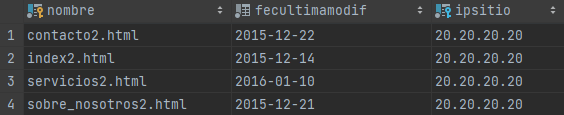 nombre fecultimamodif ipsitio
1 contacto2.html 2015-12-22 20.20.20.20
2 index2.html 2015-12-14 20.20.20.20
3 servicios2.html 2016-01-10 20.20.20.20
4 sobre_nosotros2.html 2015-12-21 20.20.20.20